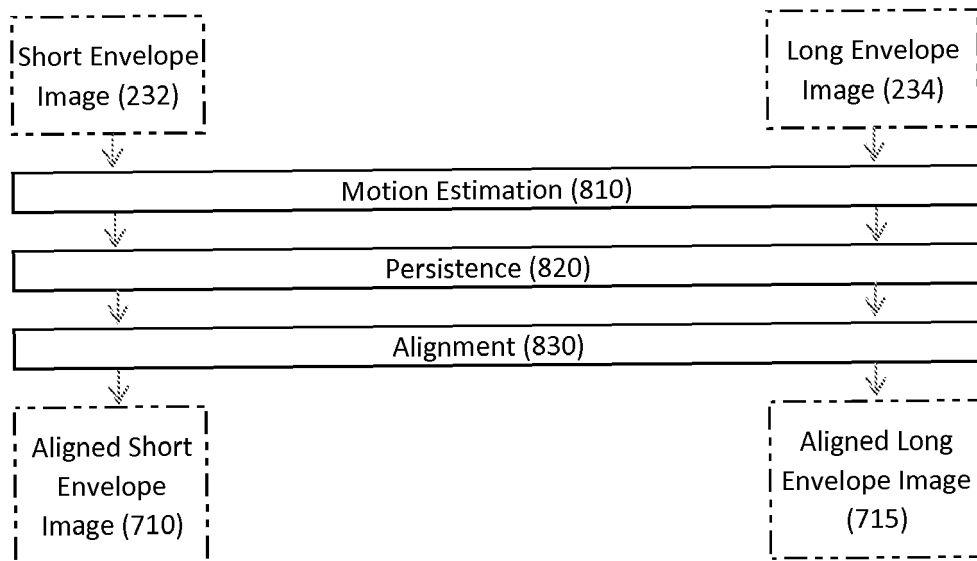 Short Envelope
Image (232)
Long Envelope
Image (234)
Motion Estimation (810)
Persistence (820)
Alignment (830)
Aligned Short
Envelope
Image (710)
Aligned Long
Envelope Image
(715)